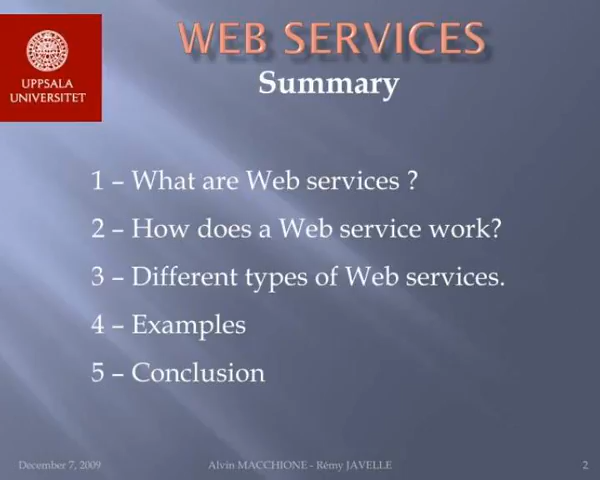 UPPSALA
UNIVERSITET
WEB SERVICES
Summary
1 – What are Web services ?
2 – How does a Web service work?
3 – Different types of Web services.
4 – Examples
5 – Conclusion
December 7, 2009
Alvin MACCHIONE - Rémy JAVELLE
2